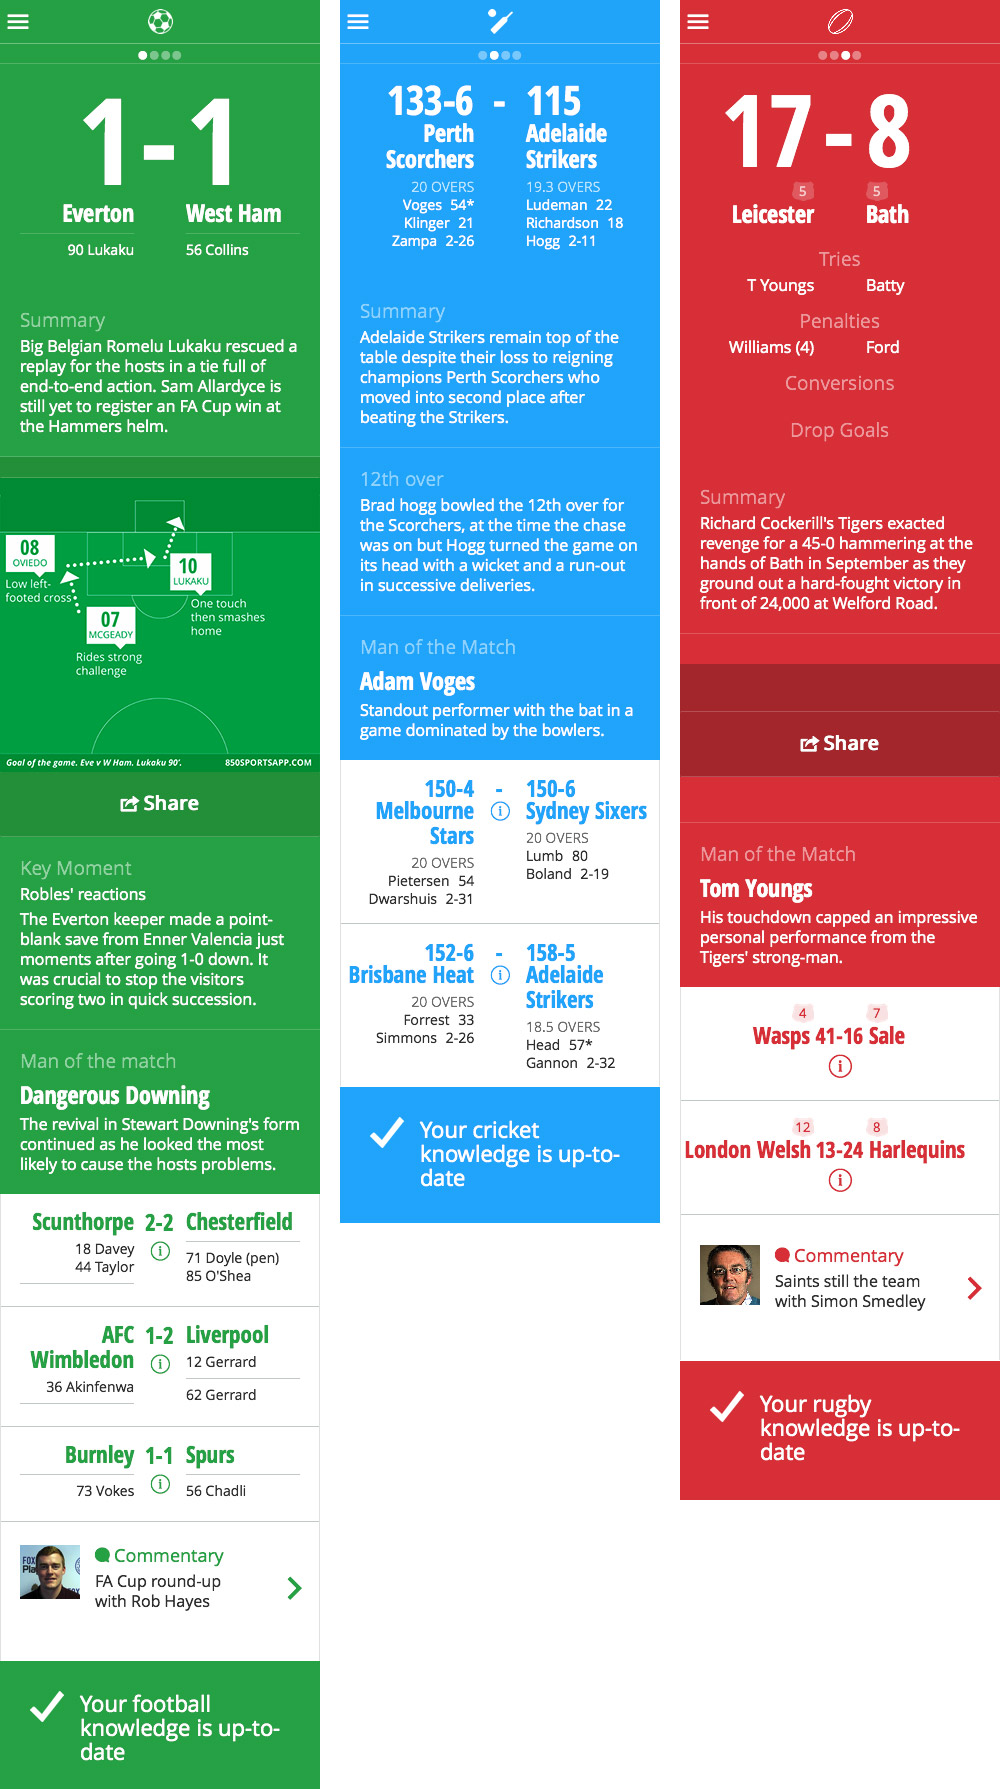 1 - 1
Everton
West Ham
90 Lukaku
56 Collins
Summary
Big Belgian Romelu Lukaku rescued a
replay for the hosts in a tie full of
end-to-end action. Sam Allardyce is
still yet to register an FA Cup win at
the Hammers helm.
08
OVIEDO
Low left-
footed cross
10
LUKAKU
One touch
then smashes
home
07
MCGEADY
Rides strong
challenge
Goal of the game. Eve v W Ham. Lukaku 90'.
850SPORTSAPP.COM
Share
Key Moment
Robles' reactions
The Everton keeper made a point-
blank save from Enner Valencia just
moments after going 1-0 down. It
was crucial to stop the visitors
scoring two in quick succession.
Man of the match
Dangerous Downing
The revival in Stewart Downing's form
continued as he looked the most
likely to cause the hosts problems.
Scunthorpe 2-2 Chesterfield
18 Davey
44 Taylor
71 Doyle (pen)
85 O'Shea
AFC
Wimbledon
1-2
Liverpool
36 Akinfenwa
12 Gerrard
62 Gerrard
Burnley 1-1 Spurs
73 Vokes
56 Chadli
Commentary
FA Cup round-up
with Rob Hayes
Your football
knowledge is up-to-
date
133-6 - 115
Perth
Scorchers
20 OVERS
Voges 54*
Klinger 21
Zampa 2-26
Adelaide
Strikers
19.3 OVERS
Ludeman 22
Richardson 18
Hogg 2-11
Summary
Adelaide Strikers remain top of the
table despite their loss to reigning
champions Perth Scorchers who
moved into second place after
beating the Strikers.
12th over
Brad hogg bowled the 12th over for
the Scorchers, at the time the chase
was on but Hogg turned the game on
its head with a wicket and a run-out
in successive deliveries.
Man of the Match
Adam Voges
Standout performer with the bat in a
game dominated by the bowlers.
150-4 - 150-6
Melbourne
Stars
20 OVERS
Pietersen 54
Dwarshuis 2-31
Sydney Sixers
20 OVERS
Lumb 80
Boland 2-19
152-6 - 158-5
Brisbane Heat
20 OVERS
Forrest 33
Simmons 2-26
Adelaide
Strikers
18.5 OVERS
Head 57*
Gannon 2-32
Your cricket
knowledge is up-to-
date
17 - 8
5
5
Leicester
Bath
Tries
T Youngs
Batty
Penalties
Williams (4)
Ford
Conversions
Drop Goals
Summary
Richard Cockerill's Tigers exacted
revenge for a 45-0 hammering at the
hands of Bath in September as they
ground out a hard-fought victory in
front of 24,000 at Welford Road.
Share
Man of the Match
Tom Youngs
His touchdown capped an impressive
personal performance from the
Tigers' strong-man.
4
7
Wasps 41-16 Sale
12
8
London Welsh 13-24 Harlequins
Commentary
Saints still the team
with Simon Smedley
Your rugby
knowledge is up-to-
date